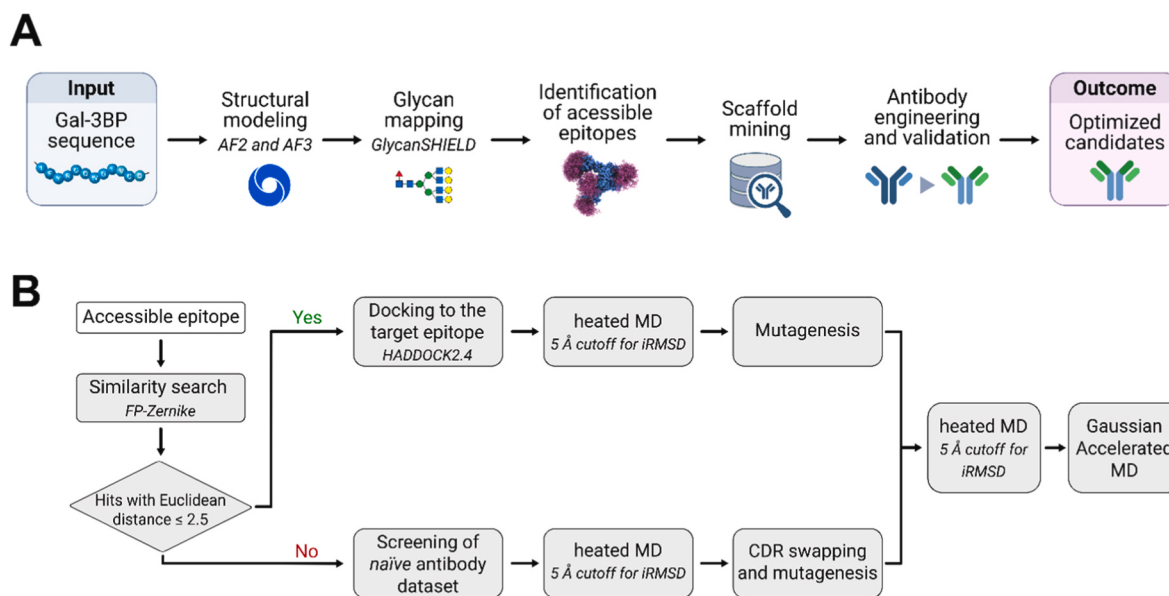 A
Input
Gal-3BP
sequence
Structural
modeling
AF2 and AF3
Glycan
mapping
GlycanSHIELD
Identification
of acessible
epitopes
Scaffold
mining
Antibody
engineering
and validation
Outcome
Optimized
candidates
B
Accessible epitope
Similarity search
FP-Zernike
Hits with Euclidean
distance ≤ 2.5
Yes
Docking to the
target epitope
HADDOCK2.4
heated MD
5 Å cutoff for iRMSD
Mutagenesis
No
Screening of
naïve antibody
dataset
heated MD
5 Å cutoff for iRMSD
CDR swapping
and mutagenesis
heated MD
5 Å cutoff for
iRMSD
Gaussian
Accelerated
MD